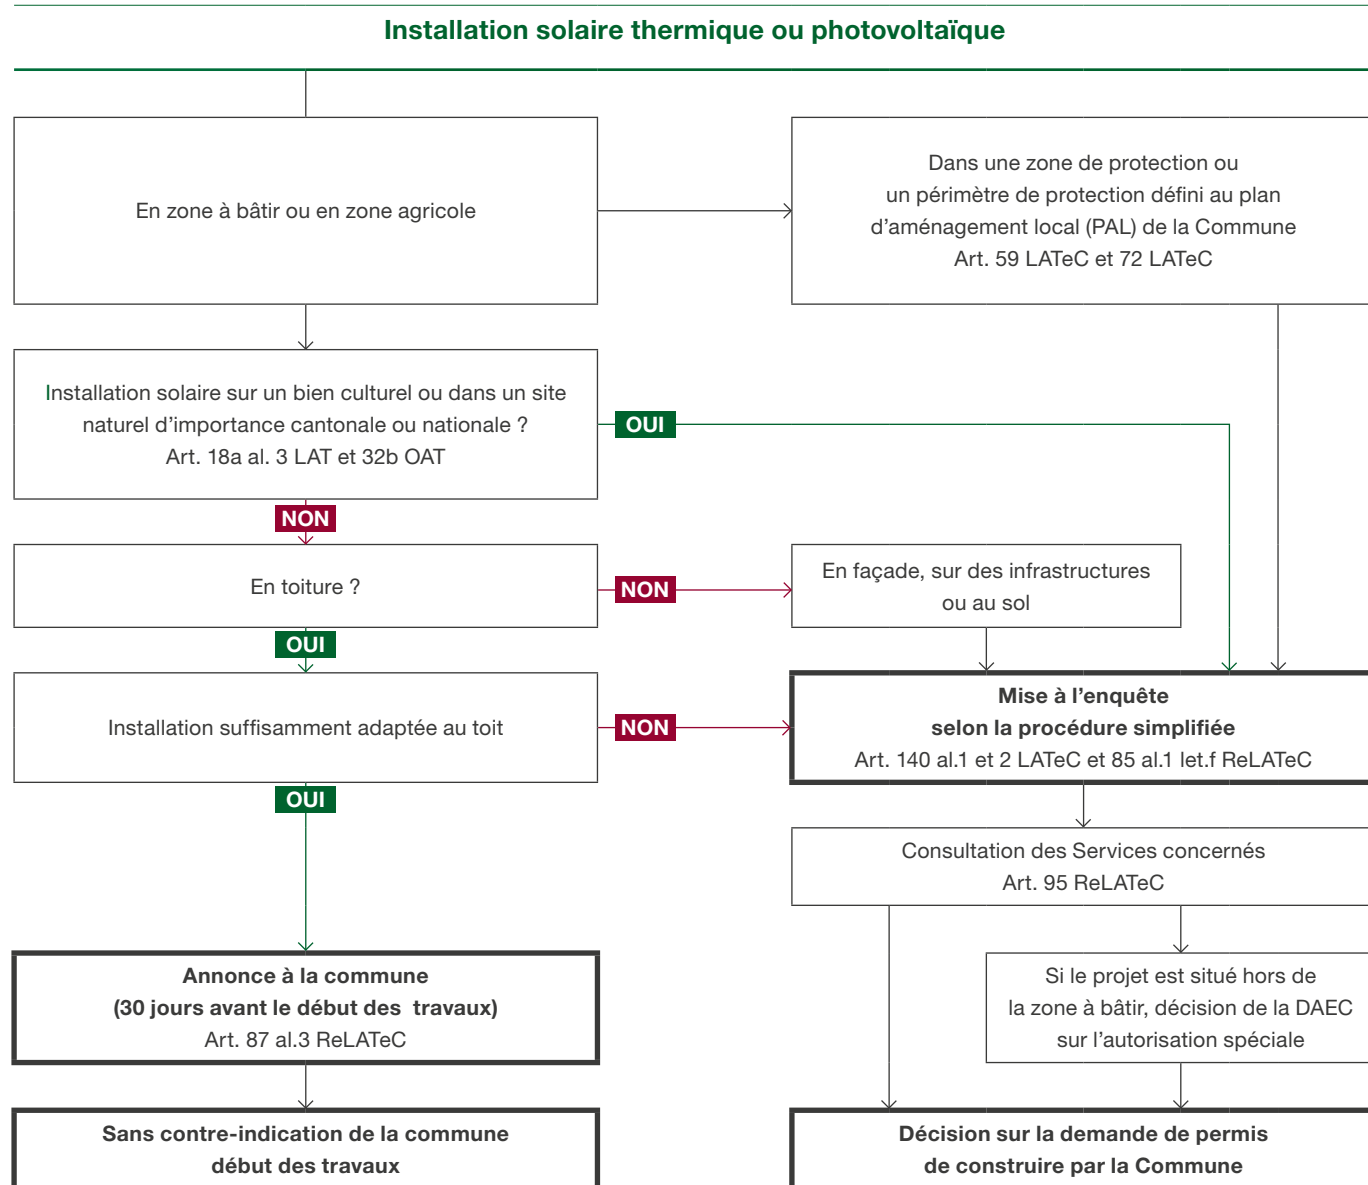 Installation solaire thermique ou photovoltaïque
En zone à bâtir ou en zone agricole
Dans une zone de protection ou
un périmètre de protection défini au plan
d’aménagement local (PAL) de la Commune
Art. 59 LATeC et 72 LATeC
Installation solaire sur un bien culturel ou dans un site
naturel d’importance cantonale ou nationale ?
Art. 18a al. 3 LAT et 32b OAT
OUI
NON
En toiture ?
NON
En façade, sur des infrastructures
ou au sol
OUI
Installation suffisamment adaptée au toit
NON
Mise à l’enquête
selon la procédure simplifiée
Art. 140 al.1 et 2 LATeC et 85 al.1 let.f ReLATeC
OUI
Consultation des Services concernés
Art. 95 ReLATeC
Annonce à la commune
(30 jours avant le début des travaux)
Art. 87 al.3 ReLATeC
Si le projet est situé hors de
la zone à bâtir, décision de la DAEC
sur l’autorisation spéciale
Sans contre-indication de la commune
début des travaux
Décision sur la demande de permis
de construire par la Commune